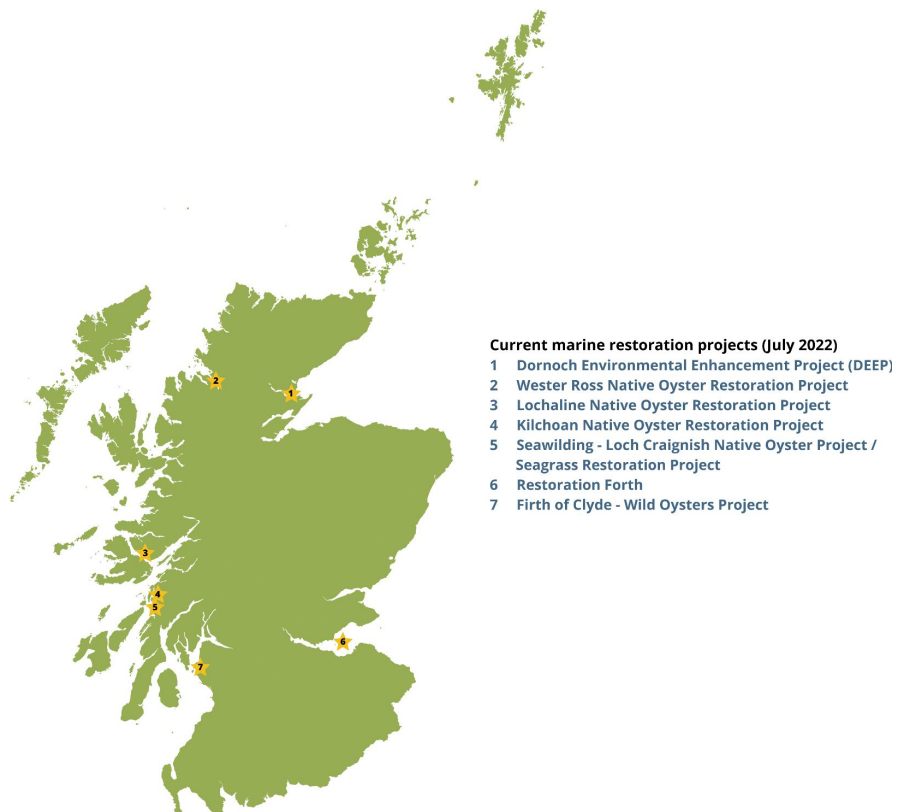 2
1
3
4
5
6
7
Current marine restoration projects (July 2022)
1 Dornoch Environmental Enhancement Project (DEEP)
2 Wester Ross Native Oyster Restoration Project
3 Lochaline Native Oyster Restoration Project
4 Kilchoan Native Oyster Restoration Project
5 Seawilding - Loch Craignish Native Oyster Project /
Seagrass Restoration Project
6 Restoration Forth
7 Firth of Clyde - Wild Oysters Project